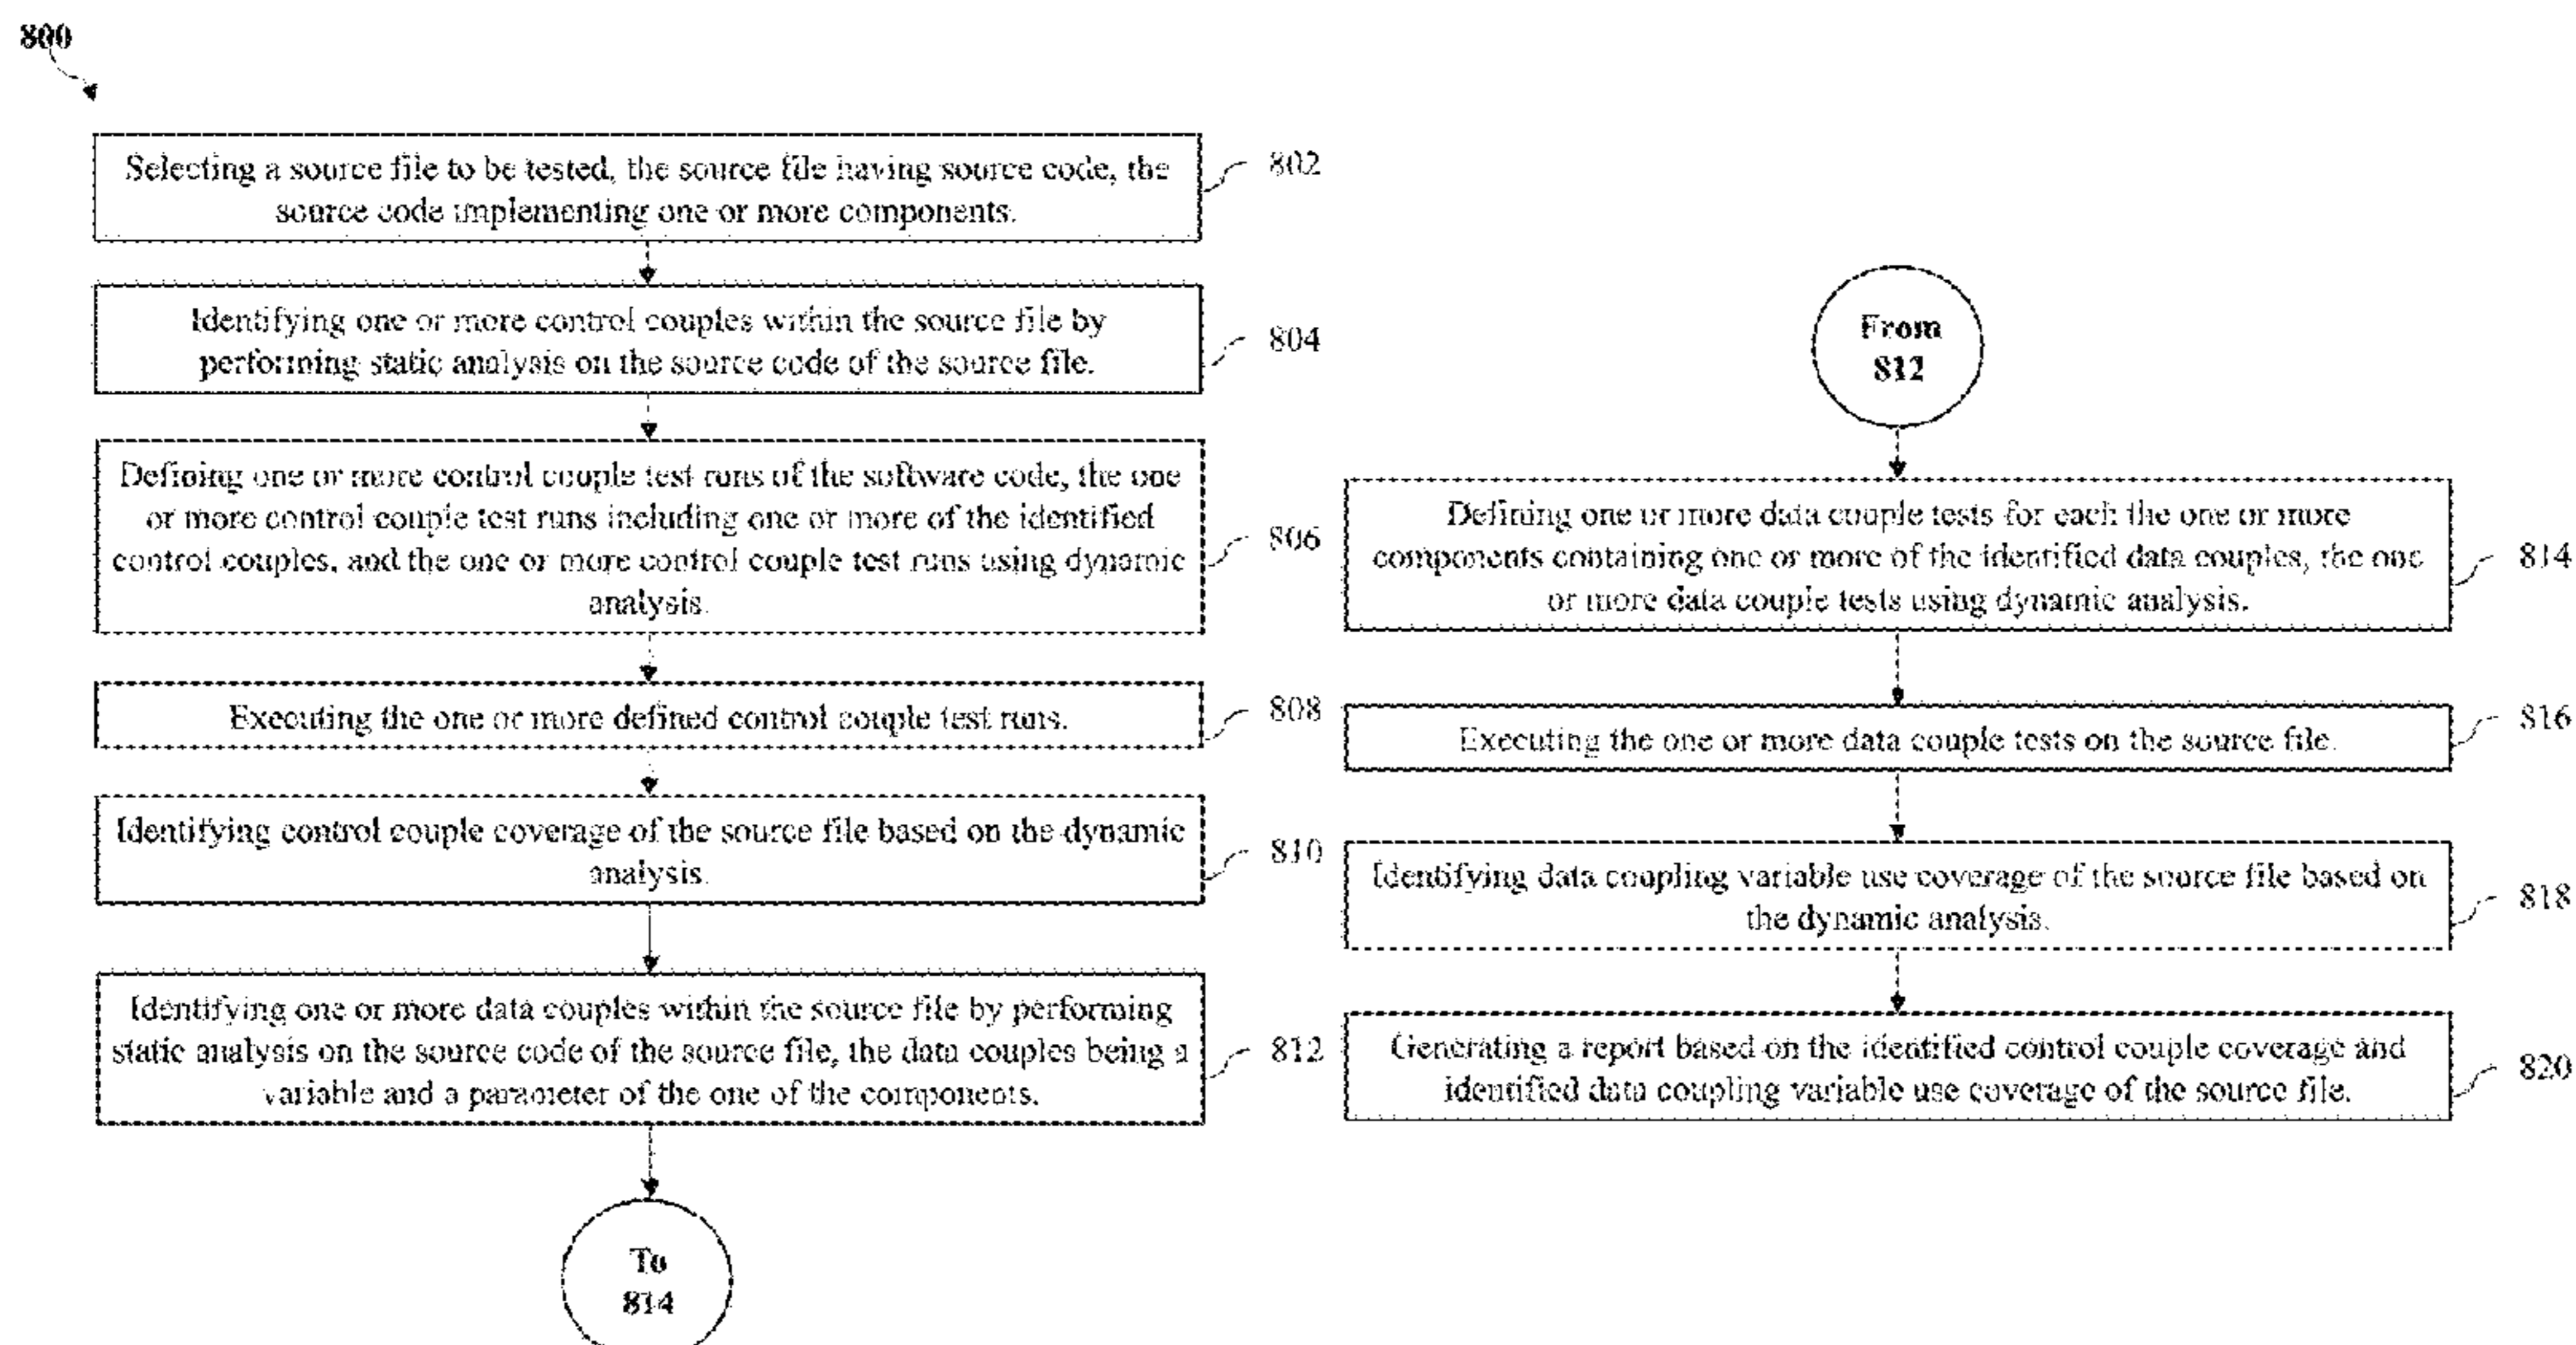 800
Selecting a source file to be tested, the source file having source code, the
source code implementing one or more components.
802
Identifying one or more control couples within the source file by
performing static analysis on the source code of the source file.
804
Defining one or more control couple test runs of the software code, the one
or more control couple test runs including one or more of the identified
control couples, and the one or more control couple test runs using dynamic
analysis.
806
Executing the one or more defined control couple test runs.
808
Identifying control couple coverage of the source file based on the dynamic
analysis.
810
Identifying one or more data couples within the source file by performing
static analysis on the source code of the source file, the data couples being a
variable and a parameter of the one of the components.
812
To
814
From
812
Defining one or more data couple tests for each the one or more
components containing one or more of the identified data couples, the one
or more data couple tests using dynamic analysis.
814
Executing the one or more data couple tests on the source file.
816
Identifying data coupling variable use coverage of the source file based on
the dynamic analysis.
818
Generating a report based on the identified control couple coverage and
identified data coupling variable use coverage of the source file.
820